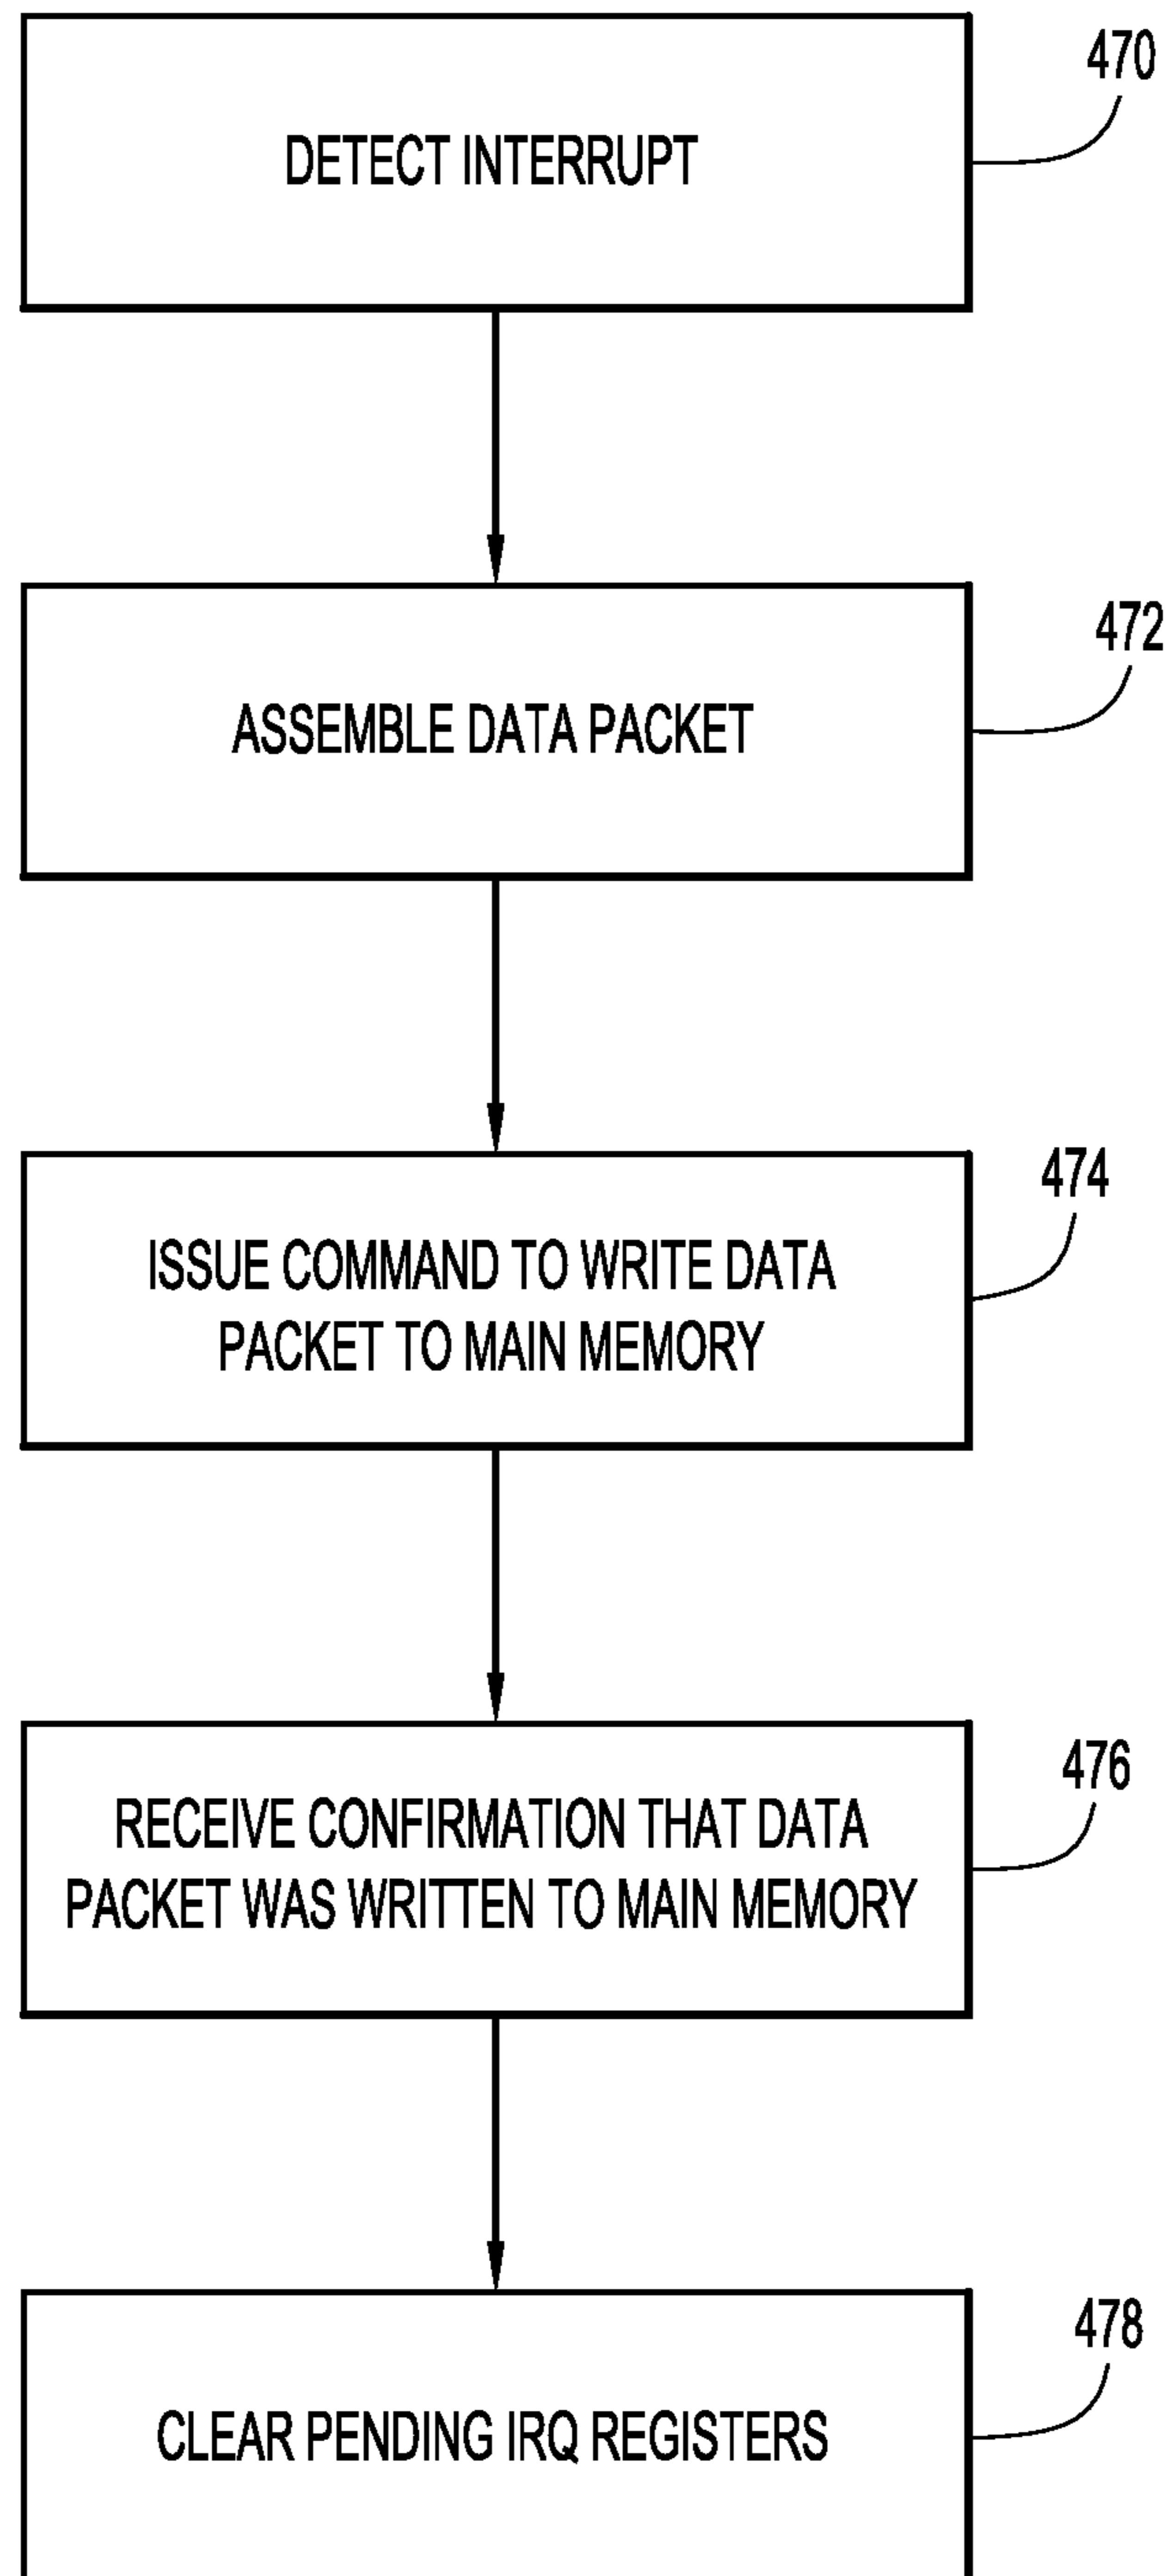 470
DETECT INTERRUPT
472
ASSEMBLE DATA PACKET
474
ISSUE COMMAND TO WRITE DATA
PACKET TO MAIN MEMORY
476
RECEIVE CONFIRMATION THAT DATA
PACKET WAS WRITTEN TO MAIN MEMORY
478
CLEAR PENDING IRQ REGISTERS